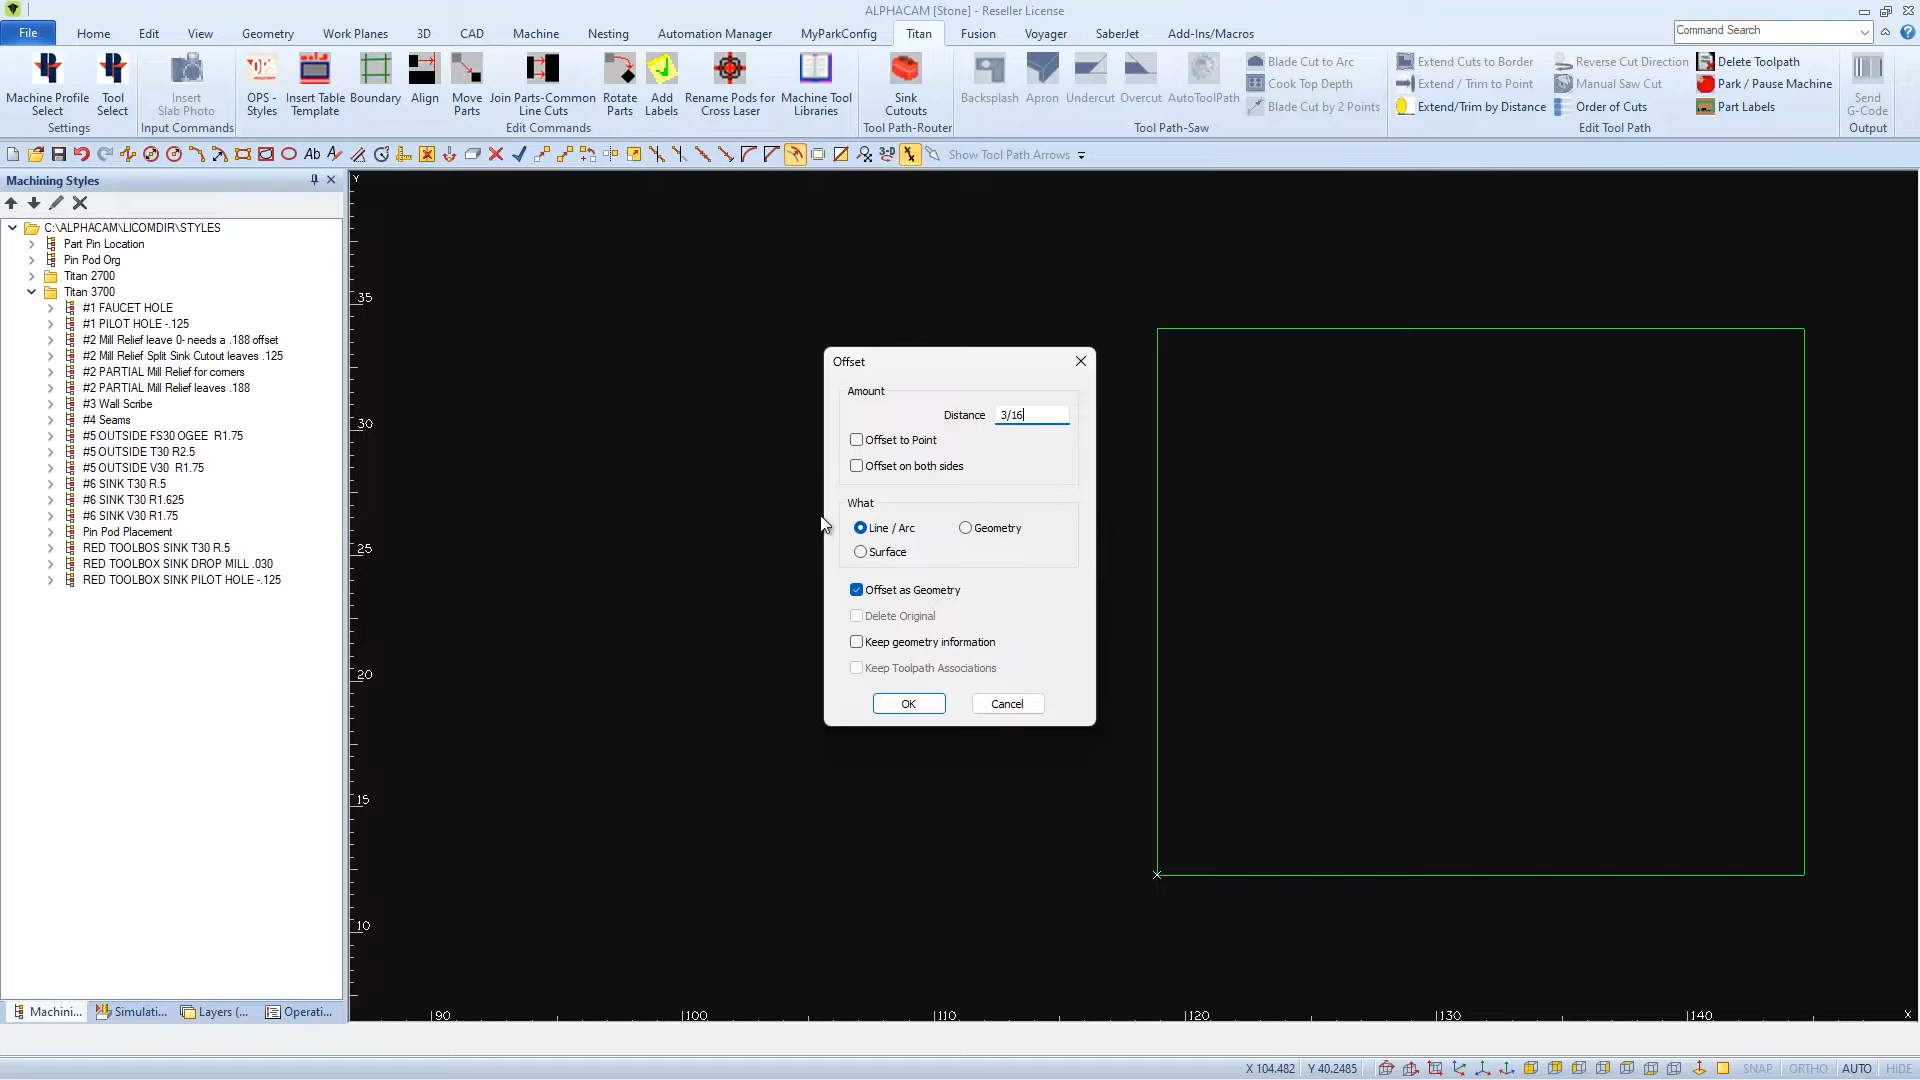 ALPHACAM [Stone] - Reseller License
File Home Edit View Geometry Work Planes 3D CAD Machine Nesting Automation Manager MyParkConfig Titan Fusion Voyager SaberJet Add-Ins/Macros Command Search
Machine Profile Select
Tool Select
Settings
Insert Slab Photo
Input Commands
OPS - Styles
Insert Table Template
Boundary
Align
Move Parts
Join Parts-Common Line Cuts
Rotate Parts
Add Labels
Rename Pods for Cross Laser
Machine Tool Libraries
Edit Commands
Sink Cutouts
Tool Path-Router
Backsplash
Apron
Undercut
Overcut
AutoToolPath
Blade Cut to Arc
Cook Top Depth
Blade Cut by 2 Points
Tool Path-Saw
Extend Cuts to Border
Extend / Trim to Point
Extend/Trim by Distance
Reverse Cut Direction
Manual Saw Cut
Order of Cuts
Delete Toolpath
Park / Pause Machine
Part Labels
Edit Tool Path
Send G-Code
Output
Ab
3-D
Show Tool Path Arrows
Machining Styles
C:\ALPHACAM\LICOMDIR\STYLES
Part Pin Location
Pin Pod Org
Titan 2700
Titan 3700
#1 FAUCET HOLE
#1 PILOT HOLE -.125
#2 Mill Relief leave 0- needs a .188 offset
#2 Mill Relief Split Sink Cutout leaves .125
#2 PARTIAL Mill Relief for corners
#2 PARTIAL Mill Relief leaves .188
#3 Wall Scribe
#4 Seams
#5 OUTSIDE FS30 OGEE  R1.75
#5 OUTSIDE T30 R2.5
#5 OUTSIDE V30  R1.75
#6 SINK T30 R.5
#6 SINK T30 R1.625
#6 SINK V30 R1.75
Pin Pod Placement
RED TOOLBOS SINK T30 R.5
RED TOOLBOX SINK DROP MILL .030
RED TOOLBOX SINK PILOT HOLE -.125
Machini... Simulati... Layers (... Operati...
Y
35
30
25
20
15
10
90 100 110 120 130 140 X
Offset
Amount
Distance 3/16
Offset to Point
Offset on both sides
What
Line / Arc Geometry
Surface
Offset as Geometry
Delete Original
Keep geometry information
Keep Toolpath Associations
OK Cancel
X 104.482 Y 40.2485 SNAP ORTHO AUTO HIDE